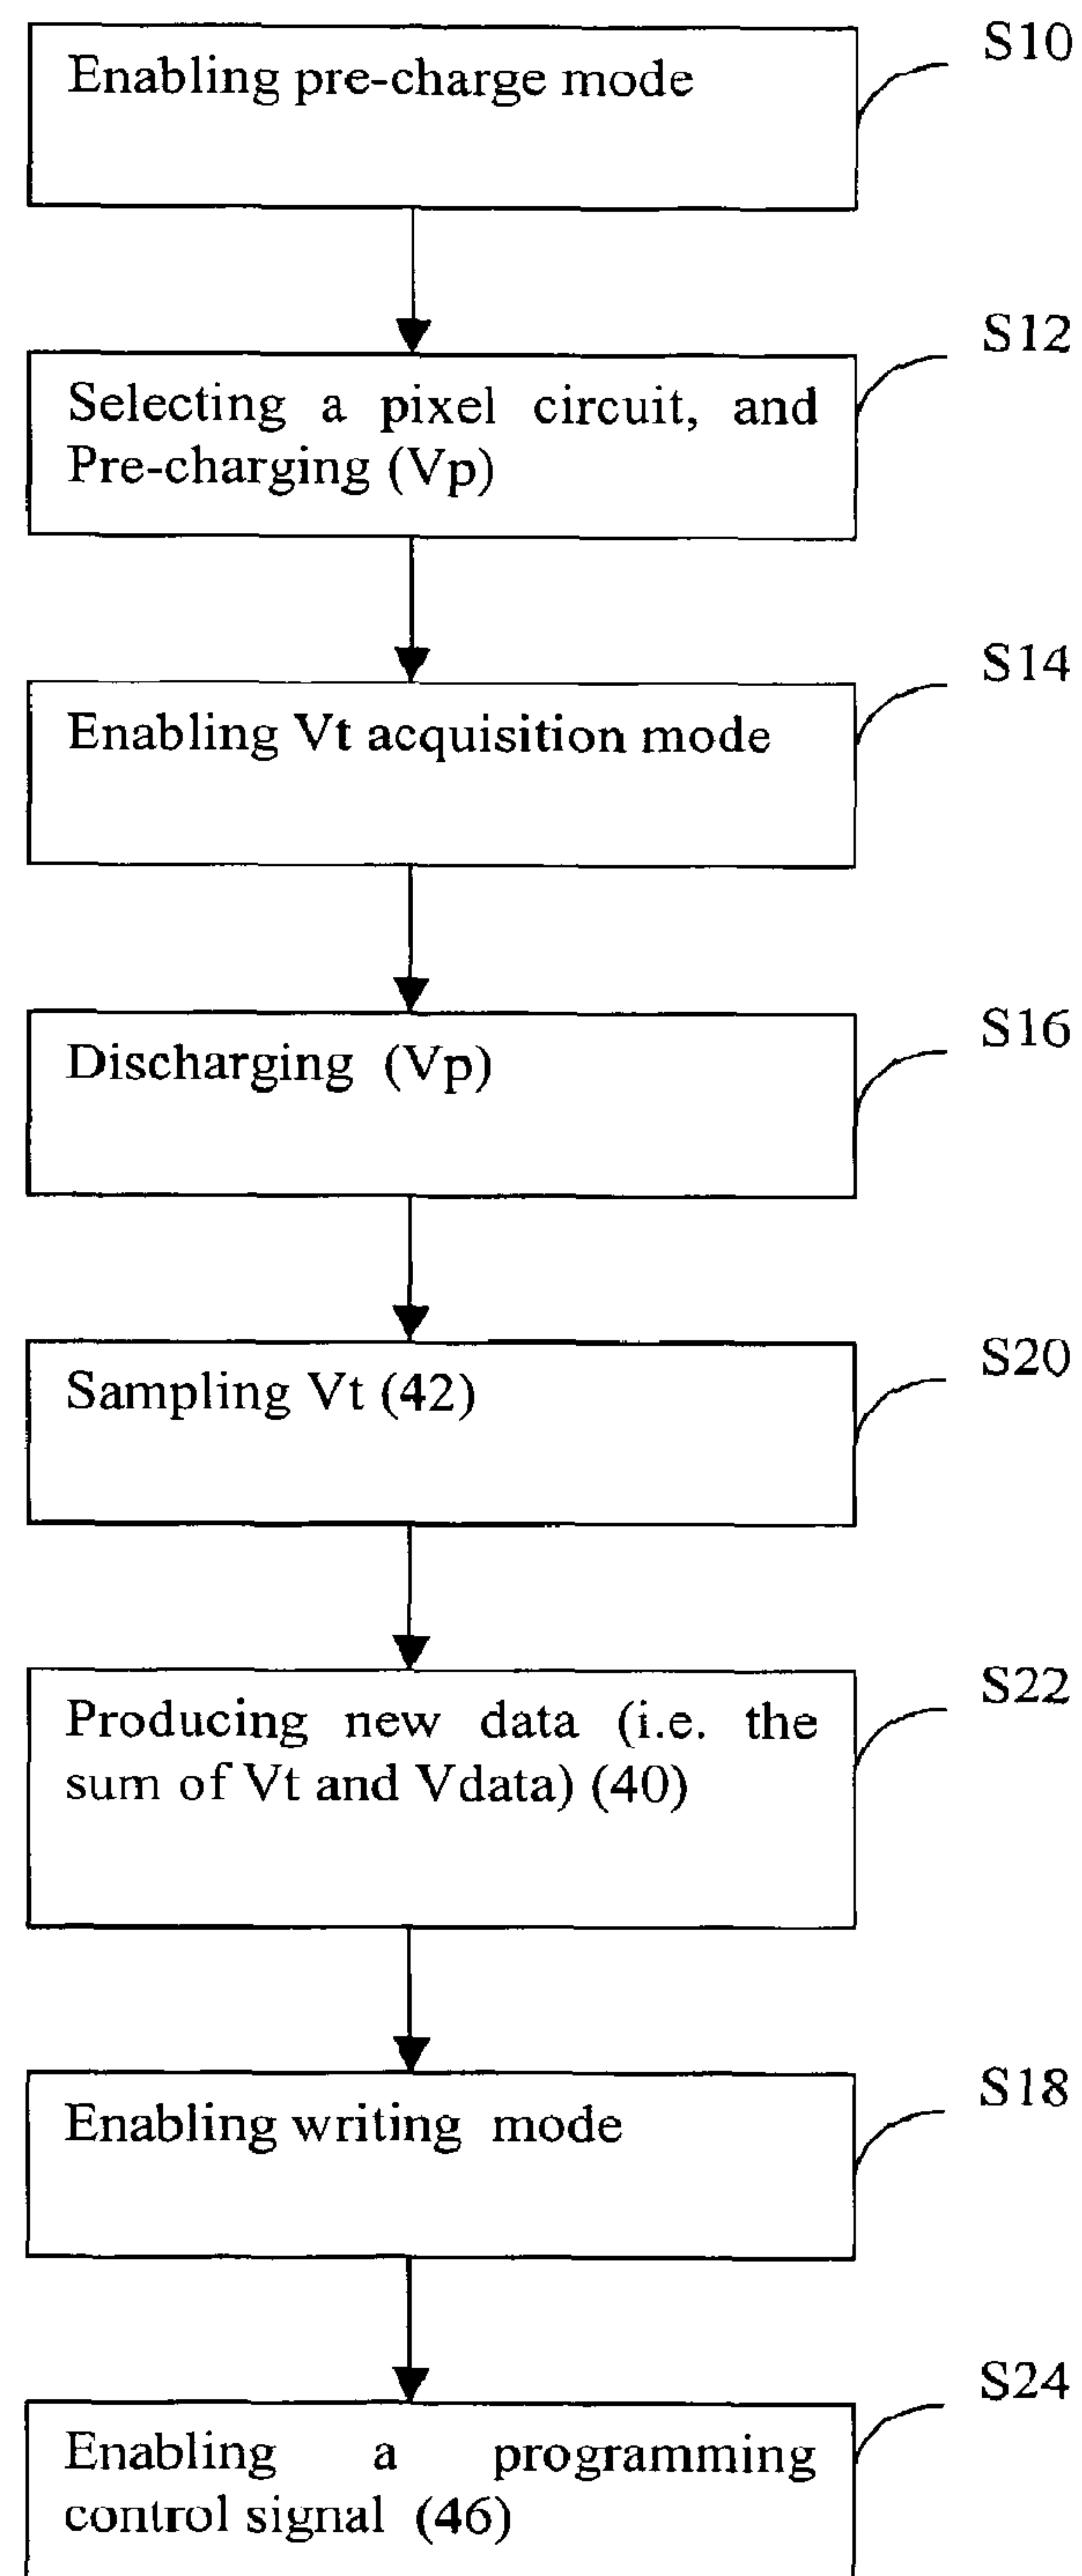 S10
Enabling pre-charge mode
S12
Selecting a pixel circuit, and
Pre-charging (Vp)
S14
Enabling Vt acquisition mode
S16
Discharging (Vp)
S20
Sampling Vt (42)
S22
Producing new data (i.e. the
sum of Vt and Vdata) (40)
S18
Enabling writing mode
S24
Enabling a programming
control signal (46)